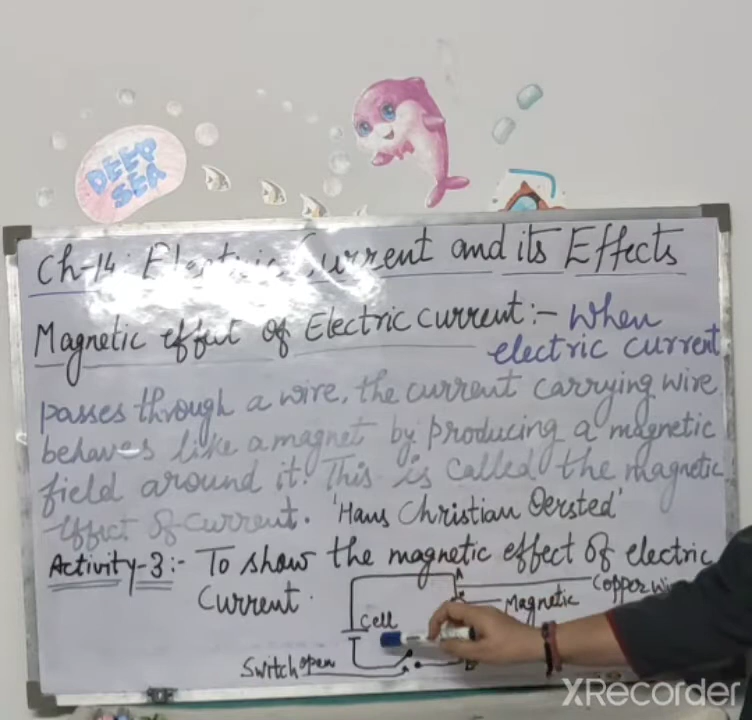 DEEP
SEA
Ch-14: Electric Current and its Effects
Magnetic effect of Electric current:- When
electric current
passes through a wire, the current carrying wire
behaves like a magnet by producing a magnetic
field around it. This is called the magnetic
effect of current. 'Hans Christian Oersted'
Activity-3:- To show the magnetic effect of electric
Current.
A
Copper wi
Magnetic
Cell
Switch open
XRecorder